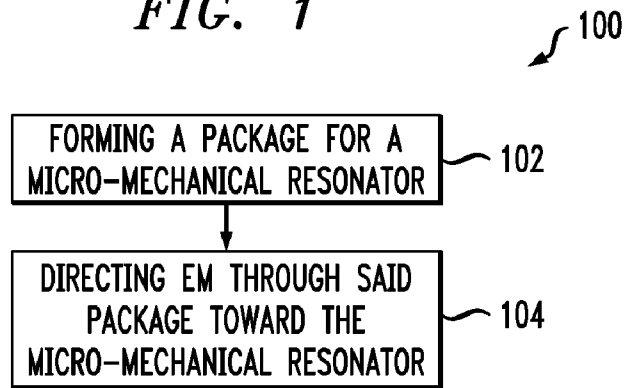 FIG. 1
100
FORMING A PACKAGE FOR A
MICRO-MECHANICAL RESONATOR
102
DIRECTING EM THROUGH SAID
PACKAGE TOWARD THE
MICRO-MECHANICAL RESONATOR
104